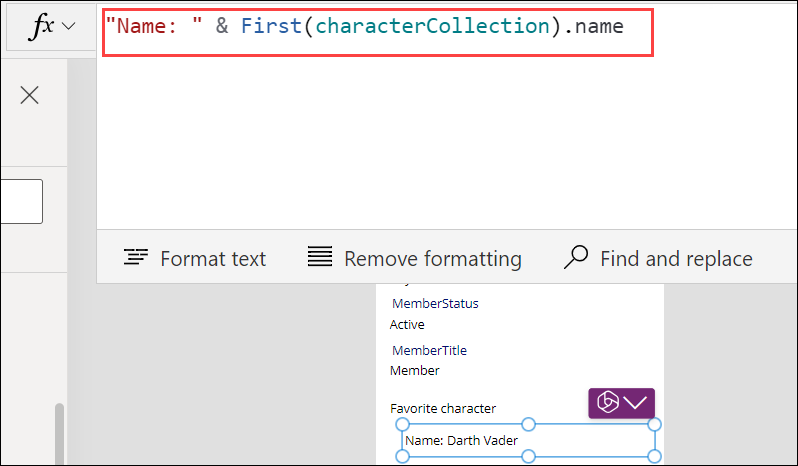 fx
"Name: " & First(characterCollection).name
Format text Remove formatting Find and replace
MemberStatus
Active
MemberTitle
Member
Favorite character
Name: Darth Vader